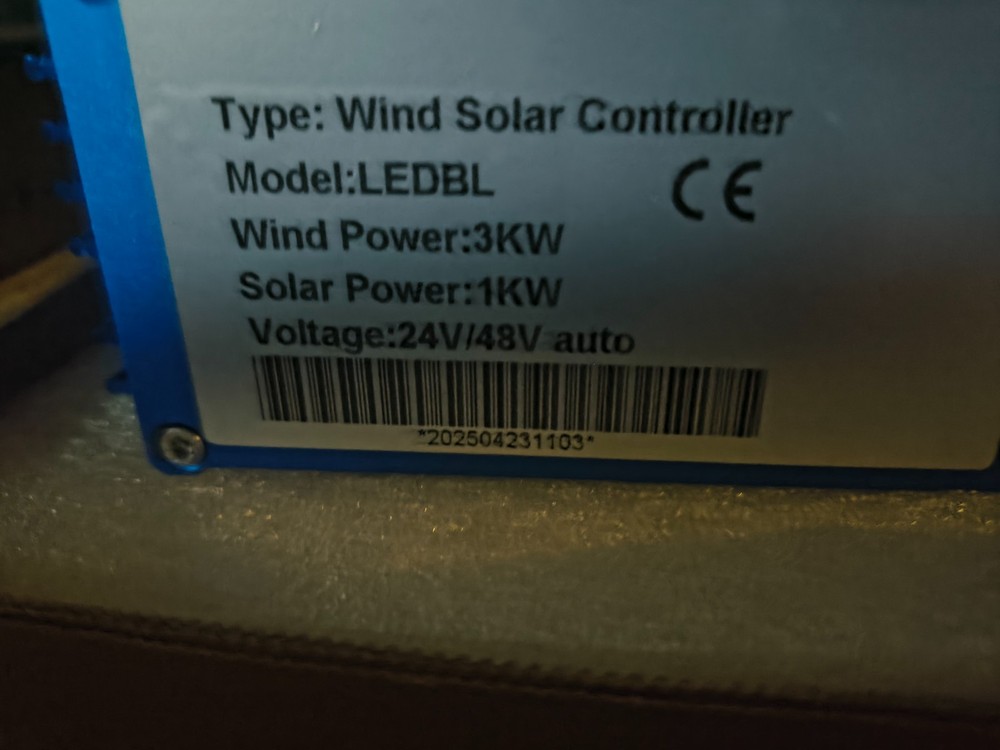 Type: Wind Solar Controller
Model:LEDBL
CE
Wind Power:3KW
Solar Power:1KW
Voltage:24V/48V auto
*202504231103*